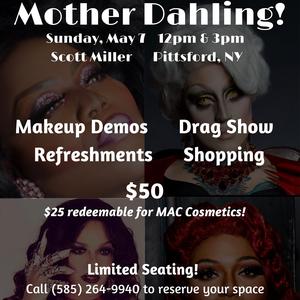 Mother Dahling!
Sunday, May 7 12pm & 3pm
Scott Miller Pittsford, NY
Makeup Demos Drag Show
Refreshments Shopping
$50
$25 redeemable for MAC Cosmetics!
Limited Seating!
Call (585) 264-9940 to reserve your space